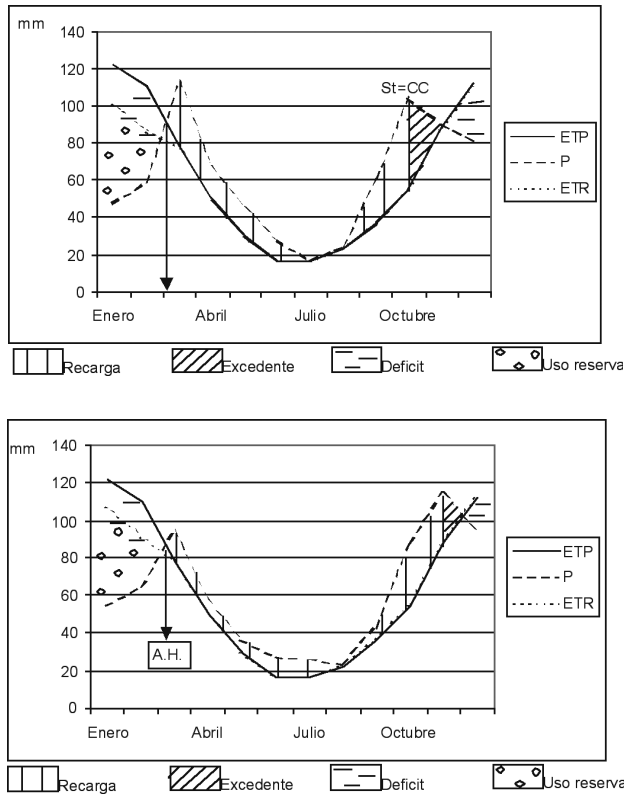 mm
140
120
100
80
60
40
20
0
St=CC
Enero Abril Julio Octubre
ETP
P
ETR
Recarga Excedente Deficit Uso reserva
mm
140
120
100
80
60
40
20
0
A.H.
Enero Abril Julio Octubre
ETP
P
ETR
Recarga Excedente Deficit Uso reserva